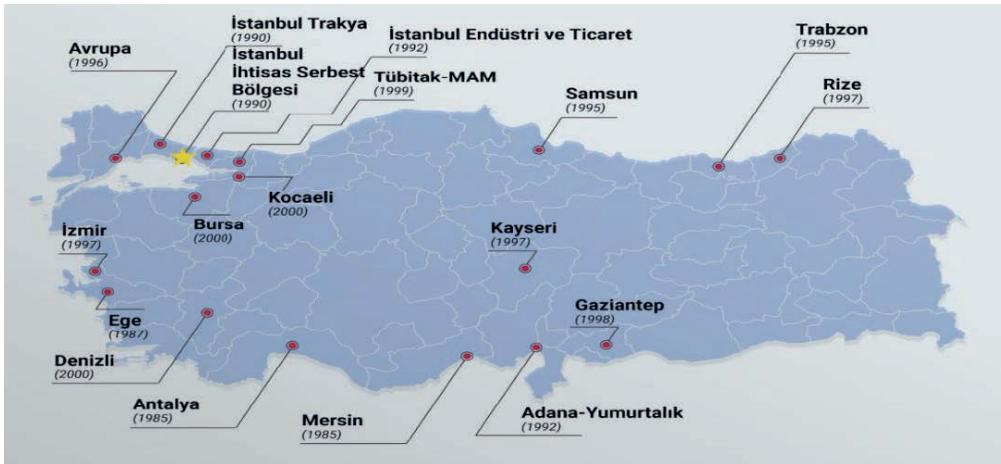 Avrupa
(1996)
İstanbul Trakya
(1990)
İstanbul
İhtisas Serbest
Bölgesi
(1990)
İstanbul Endüstri ve Ticaret
(1992)
Tübitak-MAM
(1999)
Samsun
(1995)
Trabzon
(1995)
Rize
(1997)
Kocaeli
(2000)
Bursa
(2000)
İzmir
(1997)
Kayseri
(1997)
Ege
(1987)
Gaziantep
(1998)
Denizli
(2000)
Antalya
(1985)
Mersin
(1985)
Adana-Yumurtalık
(1992)